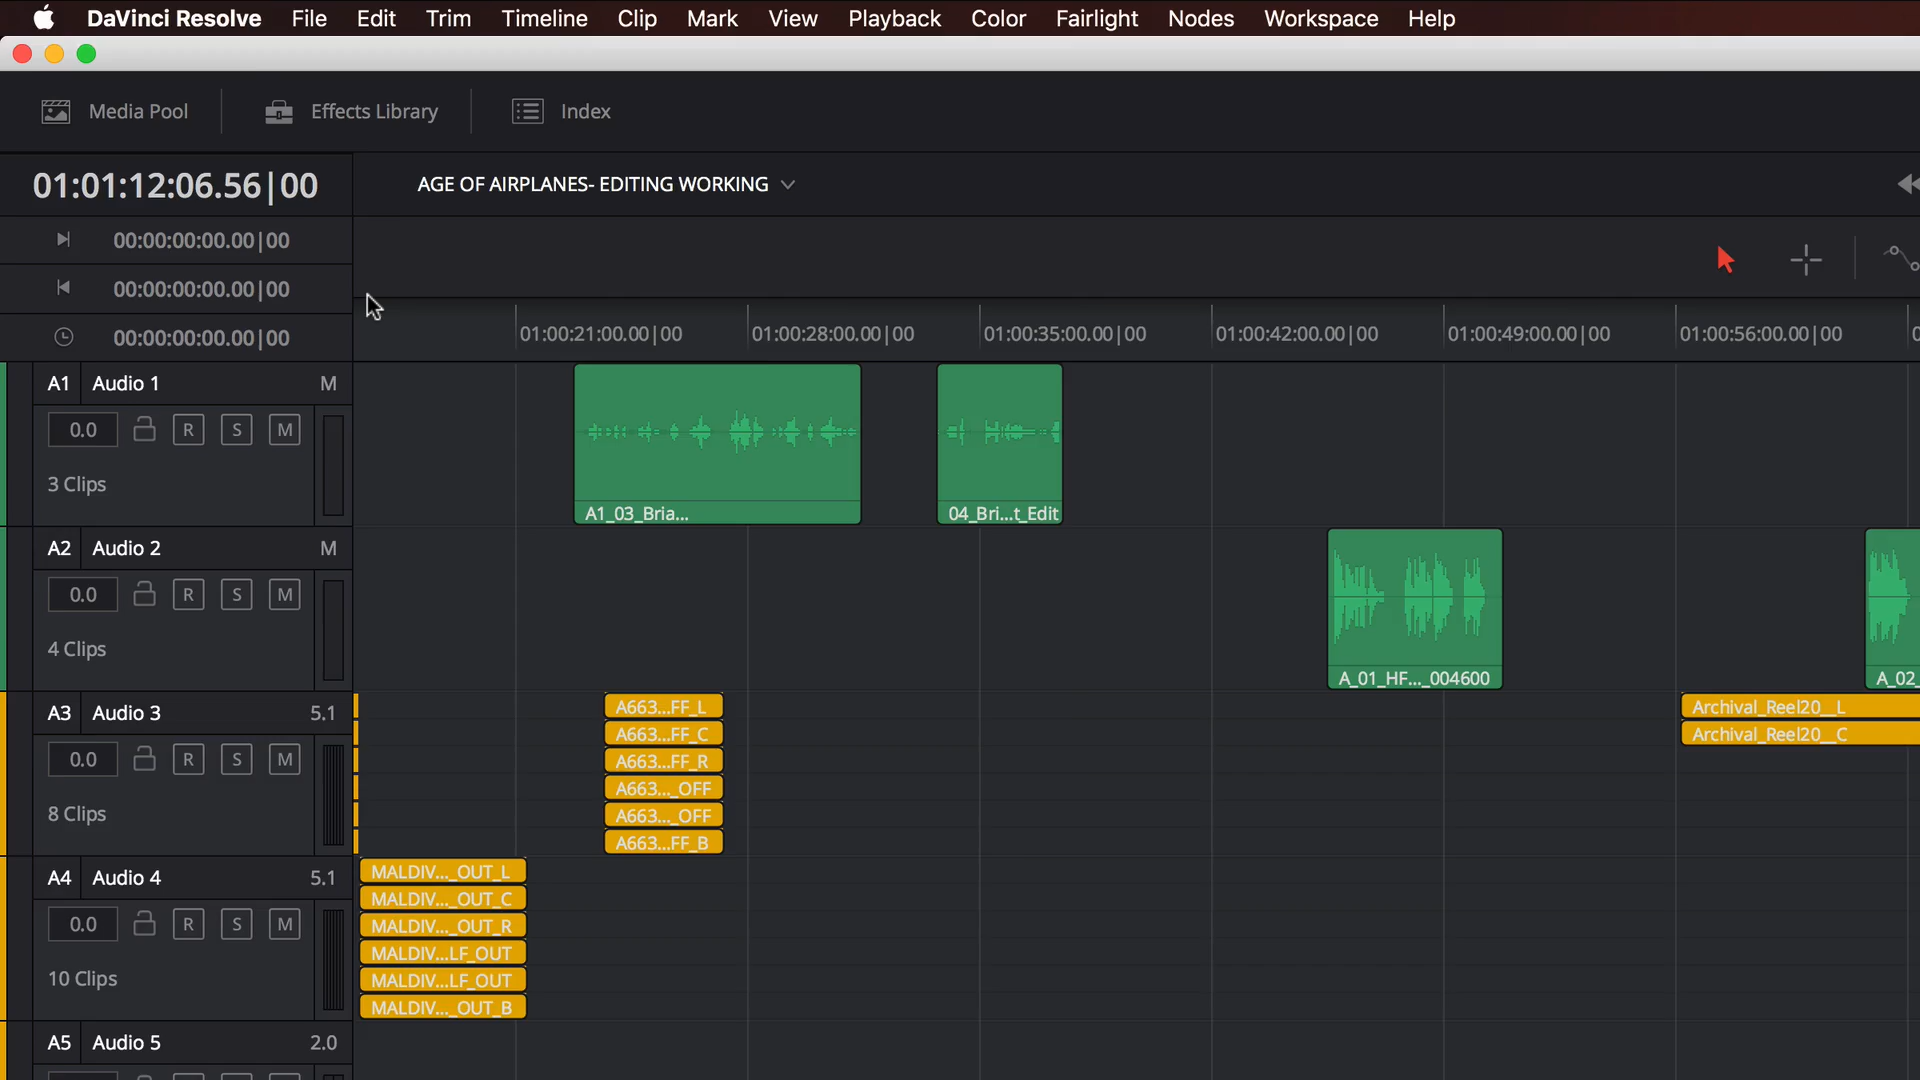 DaVinci Resolve File Edit Trim Timeline Clip Mark View Playback Color Fairlight Nodes Workspace Help
Media Pool Effects Library Index
01:01:12:06.56|00 AGE OF AIRPLANES- EDITING WORKING
00:00:00:00.00|00
00:00:00:00.00|00
00:00:00:00.00|00
01:00:21:00.00|00 01:00:28:00.00|00 01:00:35:00.00|00 01:00:42:00.00|00 01:00:49:00.00|00 01:00:56:00.00|00
A1 Audio 1 M
0.0 R S M
3 Clips
A1_03_Bria... 04_Bri...t_Edit
A2 Audio 2 M
0.0 R S M
4 Clips
A_01_HF..._004600 A_02_
A3 Audio 3 5.1
0.0 R S M
8 Clips
A663...FF_L
A663...FF_C
A663...FF_R
A663..._OFF
A663..._OFF
A663...FF_B
Archival_Reel20__L
Archival_Reel20__C
A4 Audio 4 5.1
0.0 R S M
10 Clips
MALDIV..._OUT_L
MALDIV..._OUT_C
MALDIV..._OUT_R
MALDIV...LF_OUT
MALDIV...LF_OUT
MALDIV..._OUT_B
A5 Audio 5 2.0